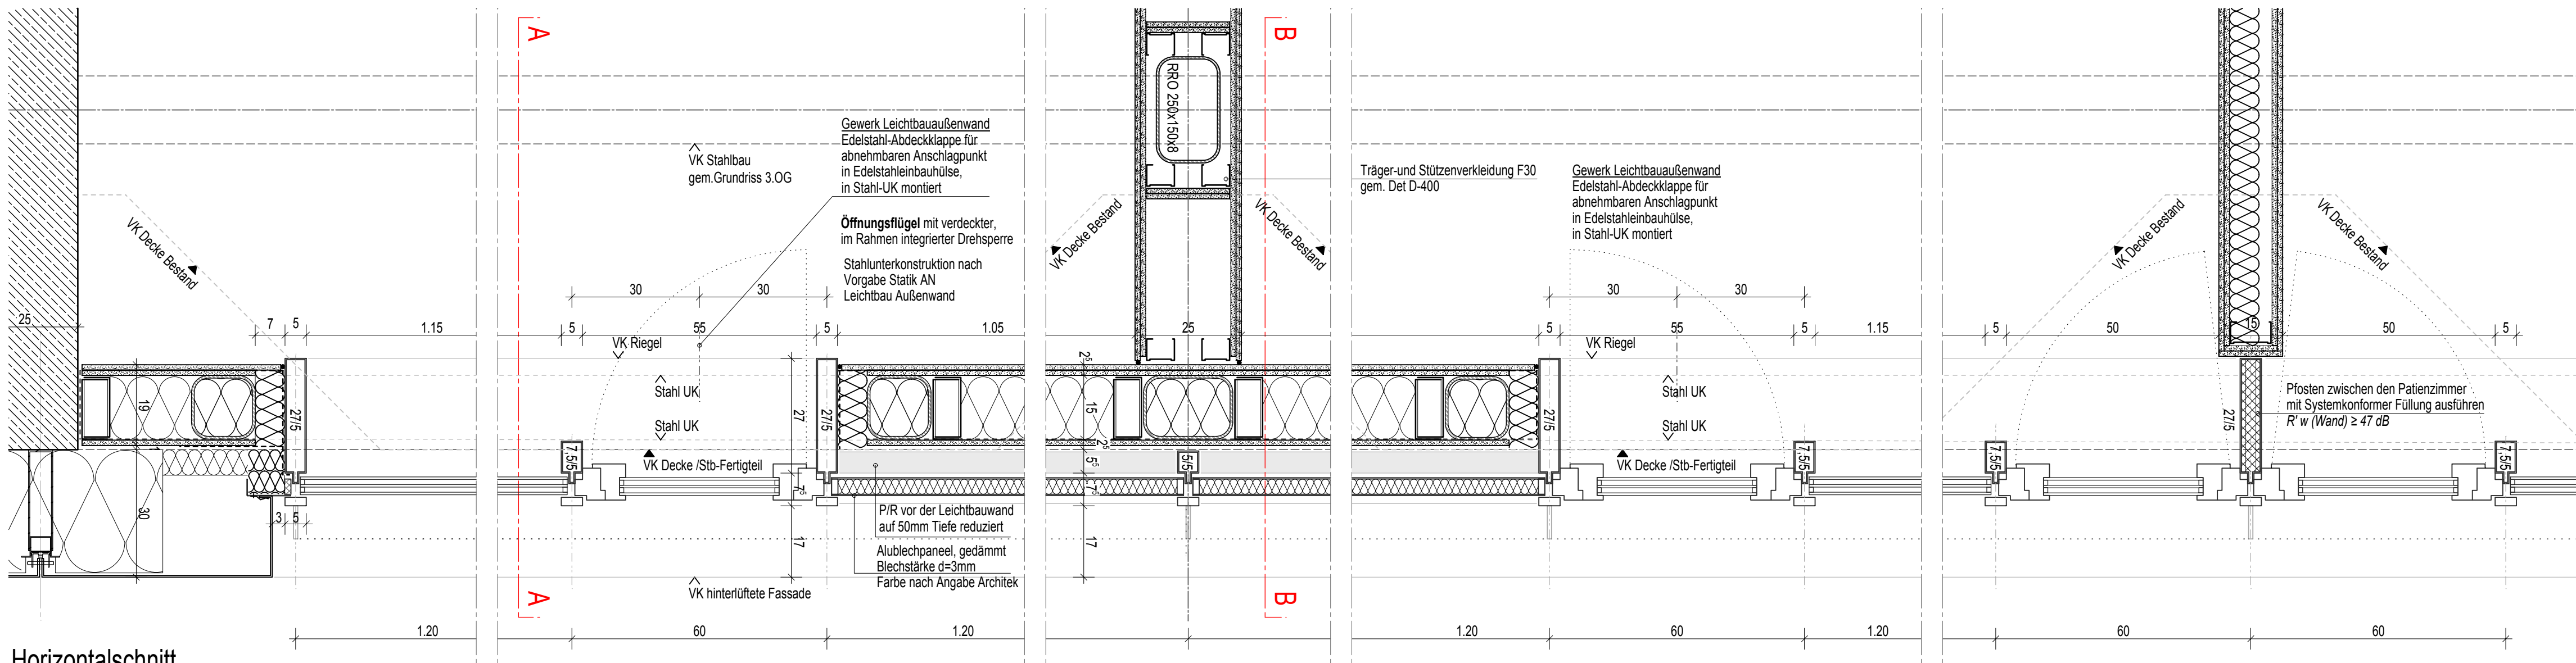 A
B
RRO 250x150x8
Gewerk Leichtbauaußenwand
Edelstahl-Abdeckklappe für
abnehmbaren Anschlagpunkt
in Edelstahleinbauhülse,
in Stahl-UK montiert
VK Stahlbau
gem.Grundriss 3.OG
Träger-und Stützenverkleidung F30
gem. Det D-400
Gewerk Leichtbauaußenwand
Edelstahl-Abdeckklappe für
abnehmbaren Anschlagpunkt
in Edelstahleinbauhülse,
in Stahl-UK montiert
VK Decke Bestand
Öffnungsflügel mit verdeckter,
im Rahmen integrierter Drehsperre
VK Decke Bestand
VK Decke Bestand
VK Decke Bestand
VK Decke Bestand
Stahlunterkonstruktion nach
Vorgabe Statik AN
Leichtbau Außenwand
30 30 30 30
25 7 5 1.15 5 55 5 1.05 25 5 55 5 1.15 5 50 15 50 5
VK Riegel
VK Riegel
2⁵
Stahl UK
Stahl UK
Pfosten zwischen den Patienzimmer
mit Systemkonformer Füllung ausführen
R' w (Wand) ≥ 47 dB
19 27/5 27 27/5 15 27/5 27/5
Stahl UK
Stahl UK
2⁵
7,5/5 5/5 5⁵ 7,5/5 7,5/5 7,5/5
VK Decke /Stb-Fertigteil
VK Decke /Stb-Fertigteil
7⁵ 7⁵
30 3 5 17 17
P/R vor der Leichtbauwand
auf 50mm Tiefe reduziert
Alublechpaneel, gedämmt
Blechstärke d=3mm
Farbe nach Angabe Architek
VK hinterlüftete Fassade
A
B
1.20 60 1.20 1.20 60 1.20 60 60
Horizontalschnitt